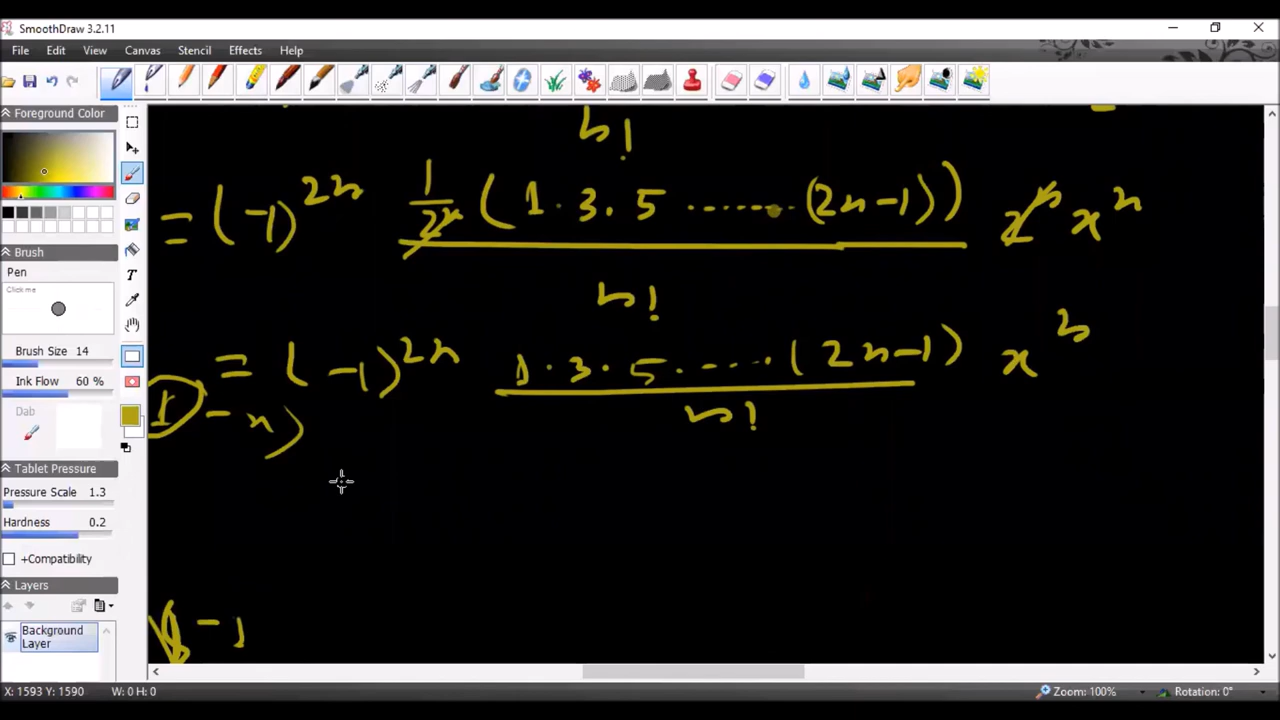 SmoothDraw 3.2.11
File Edit View Canvas Stencil Effects Help
Foreground Color
Brush
Pen
Click me
Brush Size 14
Ink Flow 60 %
Dab
Tablet Pressure
Pressure Scale 1.3
Hardness 0.2
+Compatibility
Layers
Background Layer
n!
= (-1)^2n 1/2^n (1·3·5 ........ (2n-1)) / n! 2^n x^n
= (-1)^2n 1·3·5· ..... (2n-1) / n! x^n
I - n)
-1
X: 1593 Y: 1590 W: 0 H: 0 Zoom: 100% Rotation: 0°